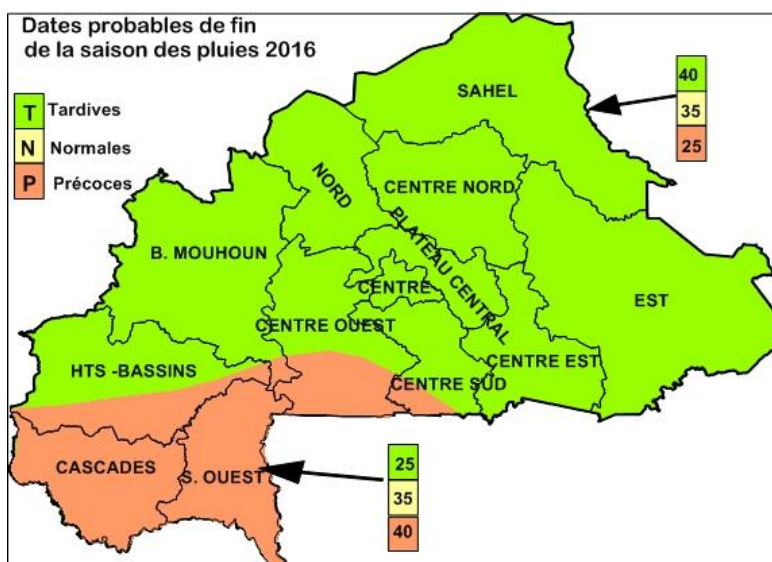 Dates probables de fin
de la saison des pluies 2016
T Tardives
N Normales
P Précoces
40
35
25
SAHEL
NORD
CENTRE NORD
B. MOUHOUN
PLATEAU CENTRAL
CENTRE
EST
CENTRE OUEST
HTS -BASSINS
CENTRE EST
CENTRE SUD
CASCADES
S. OUEST
25
35
40